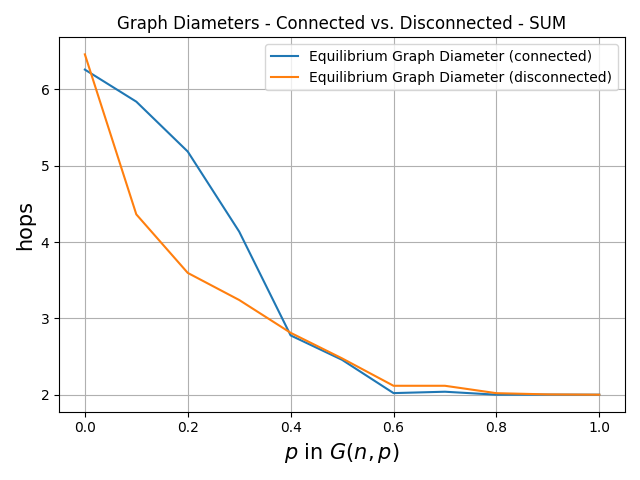 Graph Diameters - Connected vs. Disconnected - SUM
Equilibrium Graph Diameter (connected)
Equilibrium Graph Diameter (disconnected)
hops
6
5
4
3
2
0.0 0.2 0.4 0.6 0.8 1.0
p in G(n, p)